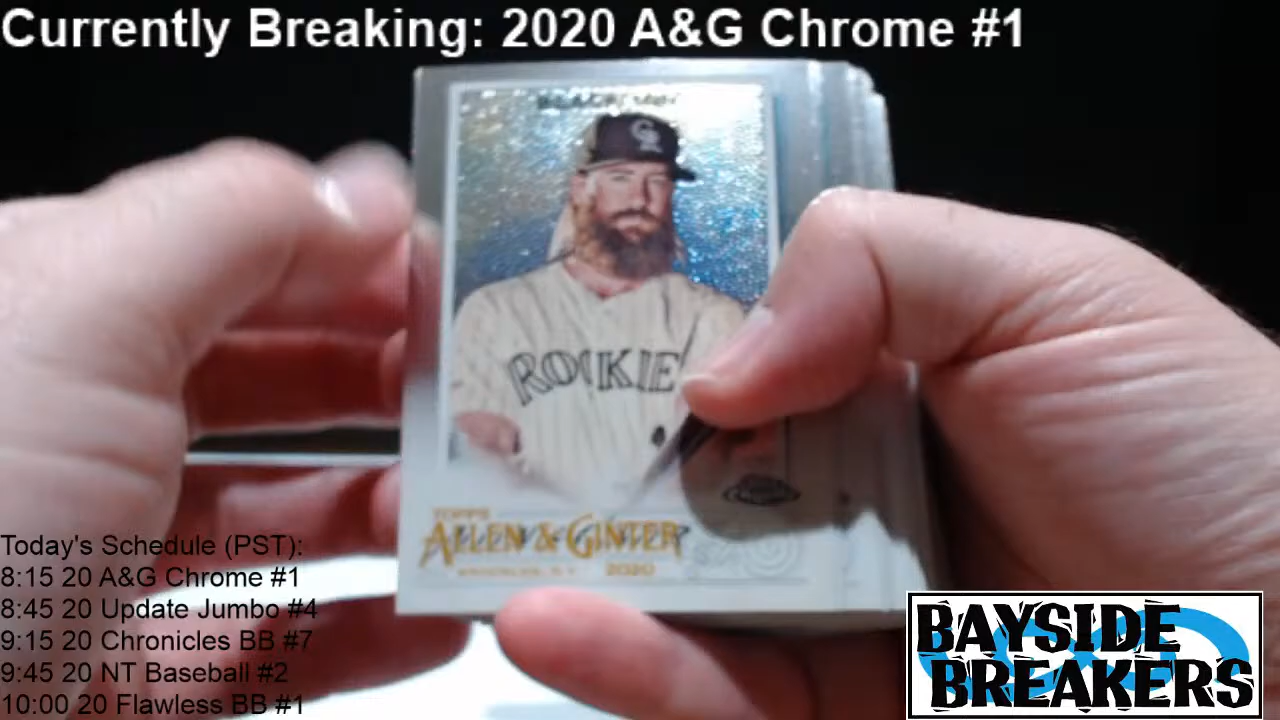 Currently Breaking: 2020 A&G Chrome #1
ROCKIE
TOPPS
ALLEN & GINTER
BROOKLYN, N.Y. 2020
Today's Schedule (PST):
8:15 20 A&G Chrome #1
8:45 20 Update Jumbo #4
9:15 20 Chronicles BB #7
9:45 20 NT Baseball #2
10:00 20 Flawless BB #1
BAYSIDE
BREAKERS